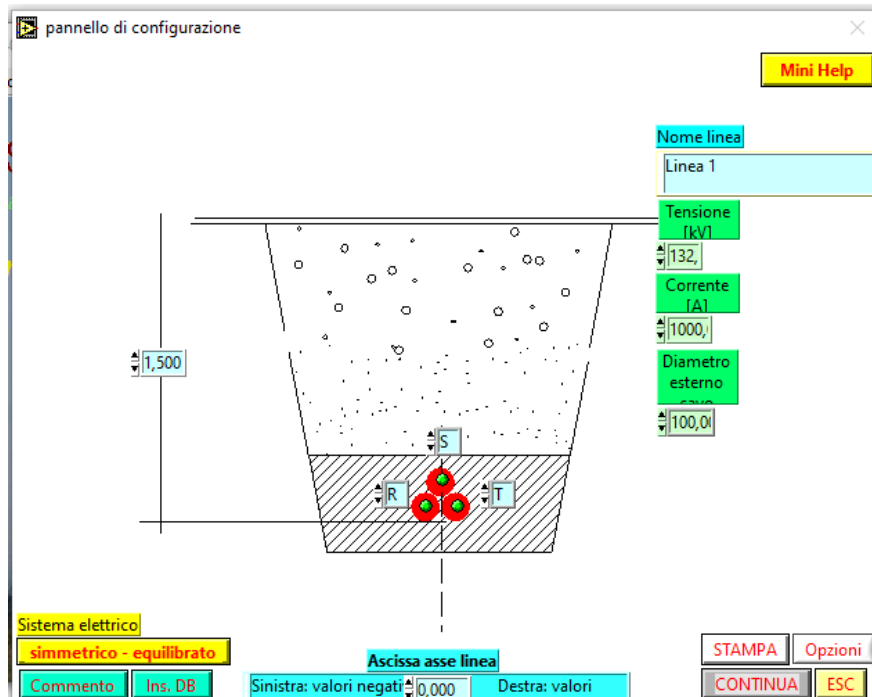 pannello di configurazione
Mini Help
Nome linea
Linea 1
Tensione
[kV]
132,
Corrente
[A]
1000,
Diametro
esterno
cavo
100,00
1,500
S
R
T
Sistema elettrico
simmetrico - equilibrato
Commento
Ins. DB
Ascissa asse linea
Sinistra: valori negati
0,000
Destra: valori
STAMPA
Opzioni
CONTINUA
ESC